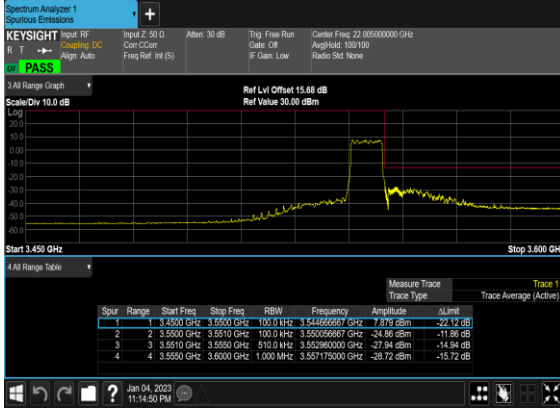 Spectrum Analyzer 1
Spurious Emissions
+
KEYSIGHT Input: RF Input Z: 50 Ω Atten: 30 dB Trig: Free Run Center Freq: 22.005000000 GHz
R T Coupling: DC Corr CCorr Gate: Off Avg|Hold: 100/100
Align: Auto Freq Ref: Int (S) IF Gain: Low Radio Std: None
LXI PASS
3 All Range Graph
Ref Lvl Offset 15.68 dB
Scale/Div 10.0 dB Ref Value 30.00 dBm
Log
20.0
10.0
0.00
-10.0
-20.0
-30.0
-40.0
-50.0
-60.0
Start 3.450 GHz Stop 3.600 GH
4 All Range Table
Measure Trace Trace 1
Trace Type Trace Average (Active)
Spur Range Start Freq Stop Freq RBW Frequency Amplitude ΔLimit
1 1 3.4500 GHz 3.5500 GHz 100.0 kHz 3.544666667 GHz 7.879 dBm -22.12 dB
2 2 3.5500 GHz 3.5510 GHz 100.0 kHz 3.550056667 GHz -24.86 dBm -11.86 dB
3 3 3.5510 GHz 3.5550 GHz 510.0 kHz 3.552960000 GHz -27.94 dBm -14.94 dB
4 4 3.5550 GHz 3.6000 GHz 1.000 MHz 3.557175000 GHz -28.72 dBm -15.72 dB
? Jan 04, 2023
11:14:50 PM